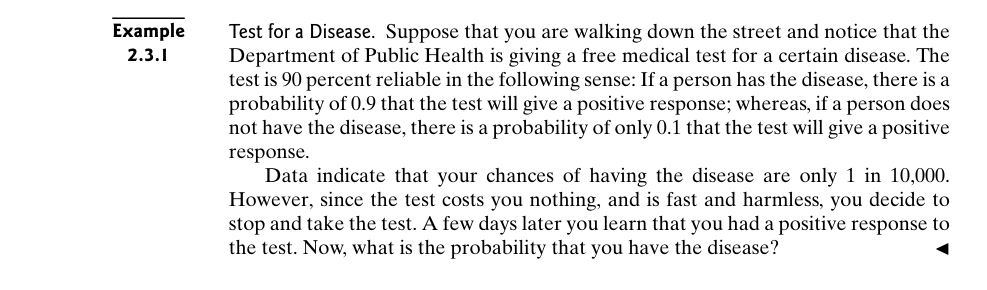 Example Test for a Disease. Suppose that you are walking down the street and notice that the
2.3.1 Department of Public Health is giving a free medical test for a certain disease. The
test is 90 percent reliable in the following sense: If a person has the disease, there is a
probability of 0.9 that the test will give a positive response; whereas, if a person does
not have the disease, there is a probability of only 0.1 that the test will give a positive
response.
Data indicate that your chances of having the disease are only 1 in 10,000.
However, since the test costs you nothing, and is fast and harmless, you decide to
stop and take the test. A few days later you learn that you had a positive response to
the test. Now, what is the probability that you have the disease? ◄